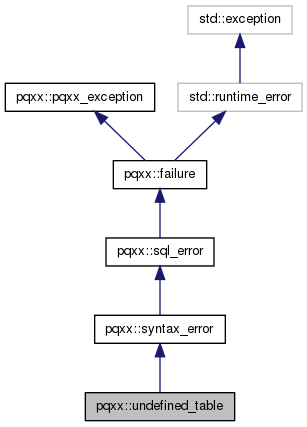 std::exception
pqxx::pqxx_exception
std::runtime_error
pqxx::failure
pqxx::sql_error
pqxx::syntax_error
pqxx::undefined_table